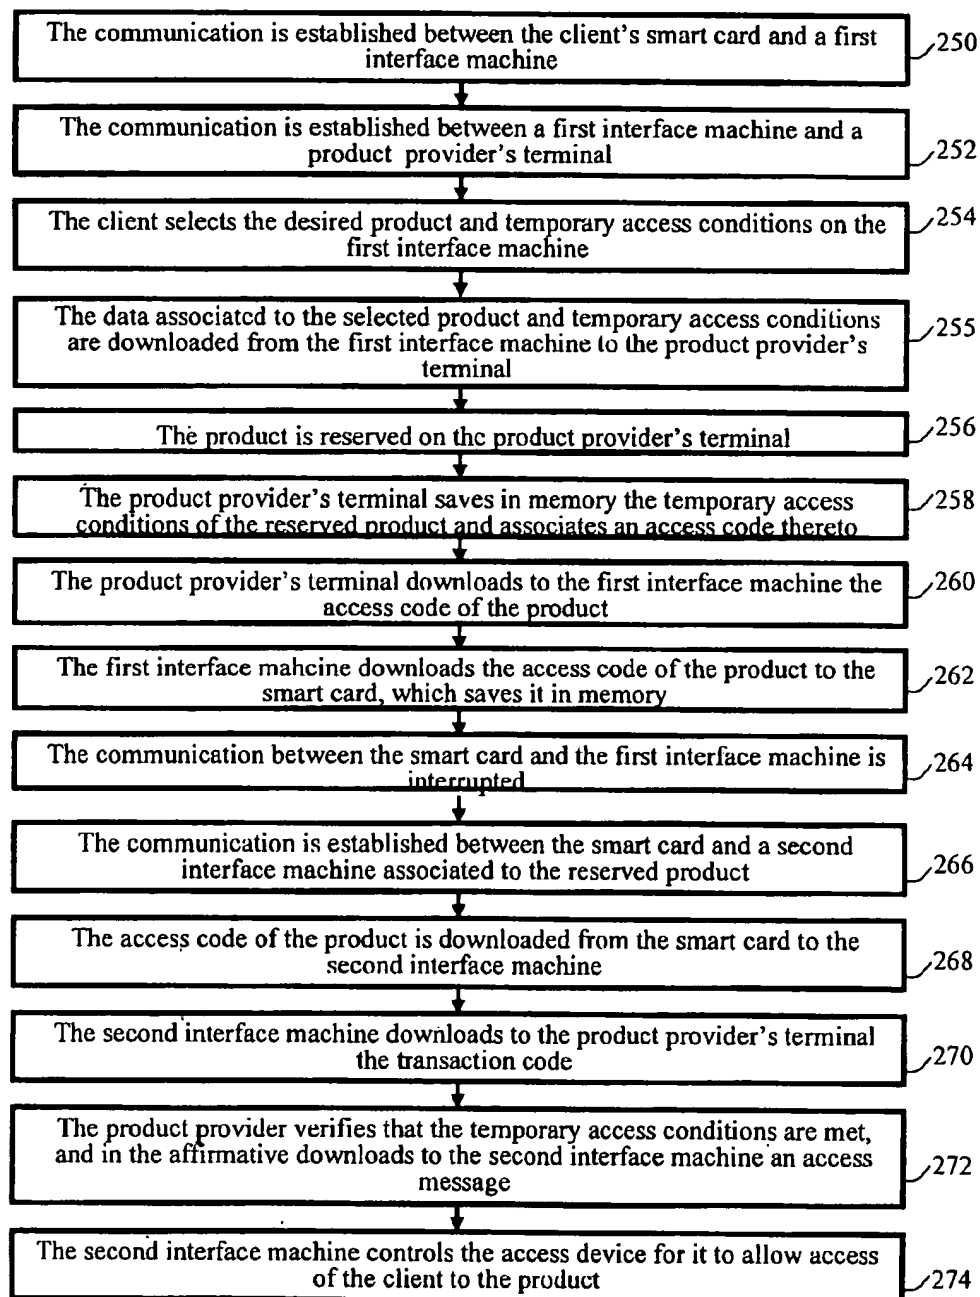 The communication is established between the client's smart card and a first
interface machine
250
The communication is established between a first interface machine and a
product provider's terminal
252
The client selects the desired product and temporary access conditions on the
first interface machine
254
The data associated to the selected product and temporary access conditions
are downloaded from the first interface machine to the product provider's
terminal
255
The product is reserved on the product provider's terminal
256
The product provider's terminal saves in memory the temporary access
conditions of the reserved product and associates an access code thereto
258
The product provider's terminal downloads to the first interface machine the
access code of the product
260
The first interface mahcine downloads the access code of the product to the
smart card, which saves it in memory
262
The communication between the smart card and the first interface machine is
interrupted
264
The communication is established between the smart card and a second
interface machine associated to the reserved product
266
The access code of the product is downloaded from the smart card to the
second interface machine
268
The second interface machine downloads to the product provider's terminal
the transaction code
270
The product provider verifies that the temporary access conditions are met,
and in the affirmative downloads to the second interface machine an access
message
272
The second interface machine controls the access device for it to allow access
of the client to the product
274